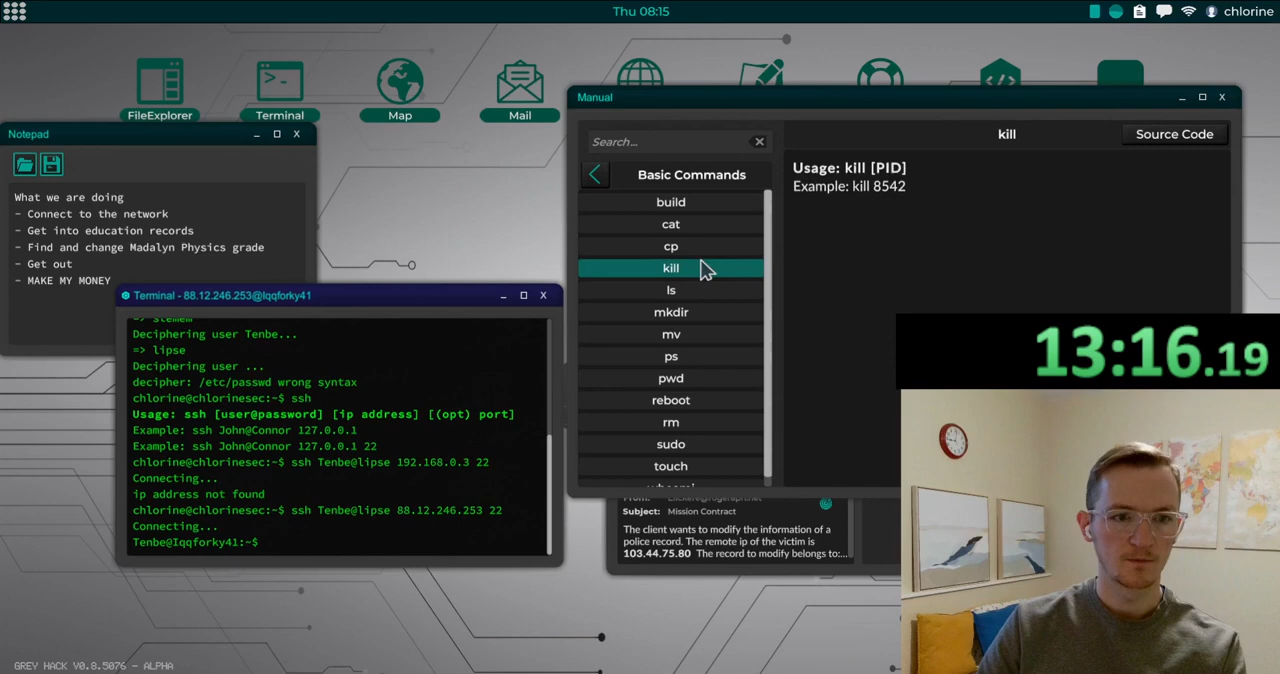 Thu 08:15
chlorine
FileExplorer
Terminal
Map
Mail
Notepad
What we are doing
- Connect to the network
- Get into education records
- Find and change Madalyn Physics grade
- Get out
- MAKE MY MONEY
Terminal - 88.12.246.253@Iqqforky41
=> stemem
Deciphering user Tenbe...
=> lipse
Deciphering user ...
decipher: /etc/passwd wrong syntax
chlorine@chlorinesec:~$ ssh
Usage: ssh [user@password] [ip address] [(opt) port]
Example: ssh John@Connor 127.0.0.1
Example: ssh John@Connor 127.0.0.1 22
chlorine@chlorinesec:~$ ssh Tenbe@lipse 192.168.0.3 22
Connecting...
ip address not found
chlorine@chlorinesec:~$ ssh Tenbe@lipse 88.12.246.253 22
Connecting...
Tenbe@Iqqforky41:~$
Manual
Search...
Basic Commands
build
cat
cp
kill
ls
mkdir
mv
ps
pwd
reboot
rm
sudo
touch
whoami
kill
Source Code
Usage: kill [PID]
Example: kill 8542
13:16.19
From:
Subject: Mission Contract
The client wants to modify the information of a
police record. The remote ip of the victim is
103.44.75.80 The record to modify belongs to:...
GREY HACK V0.8.5076 - ALPHA